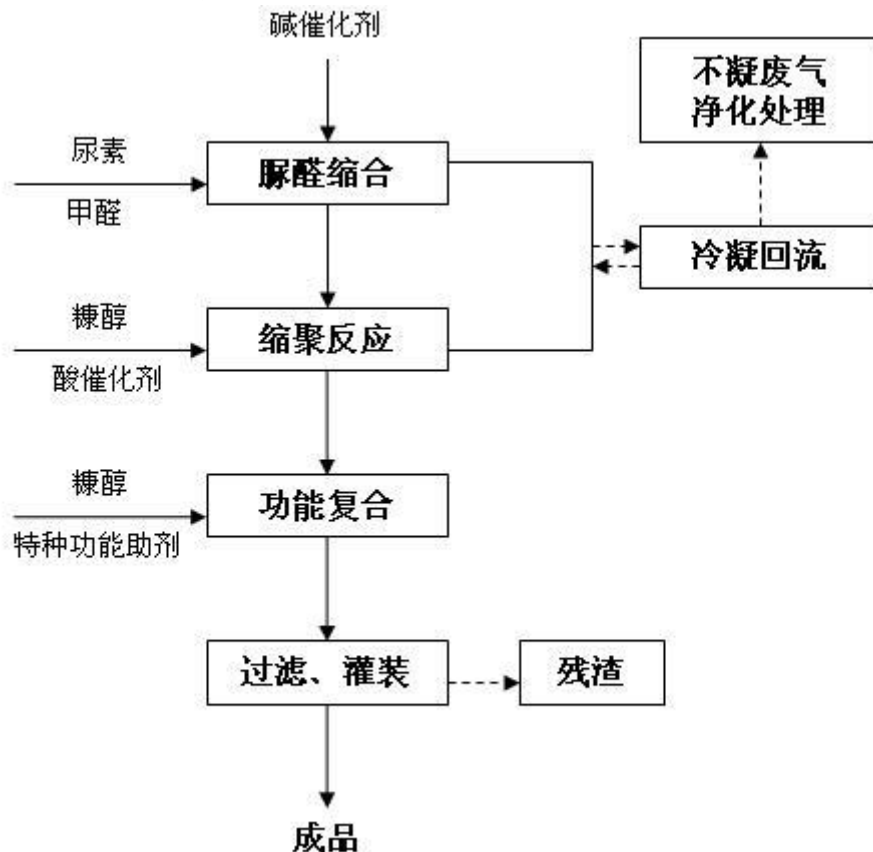 碱催化剂
不凝废气
净化处理
尿素
甲醛
脲醛缩合
冷凝回流
糠醇
酸催化剂
缩聚反应
糠醇
特种功能助剂
功能复合
过滤、灌装
残渣
成品